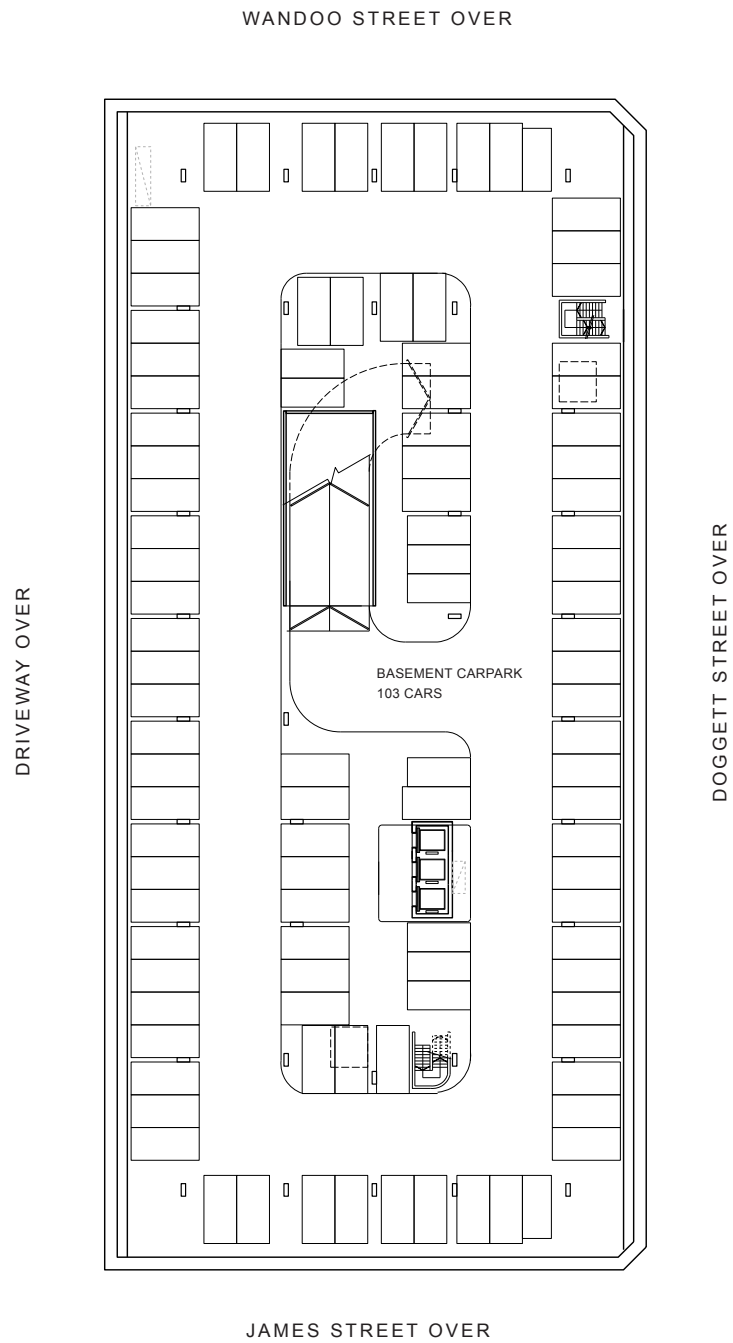 WANDOO STREET OVER
DRIVEWAY OVER
BASEMENT CARPARK
103 CARS
DOGGETT STREET OVER
JAMES STREET OVER